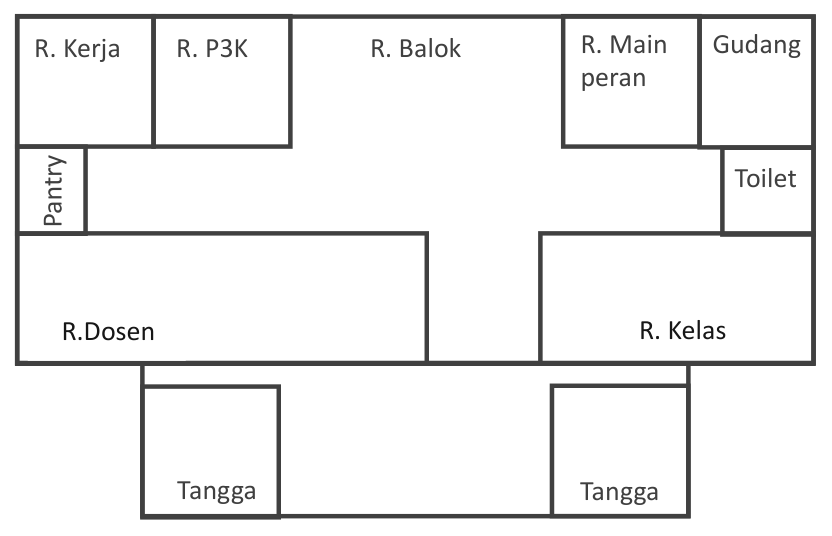 R. Kerja
R. P3K
R. Balok
R. Main
peran
Gudang
Pantry
Toilet
R.Dosen
R. Kelas
Tangga
Tangga